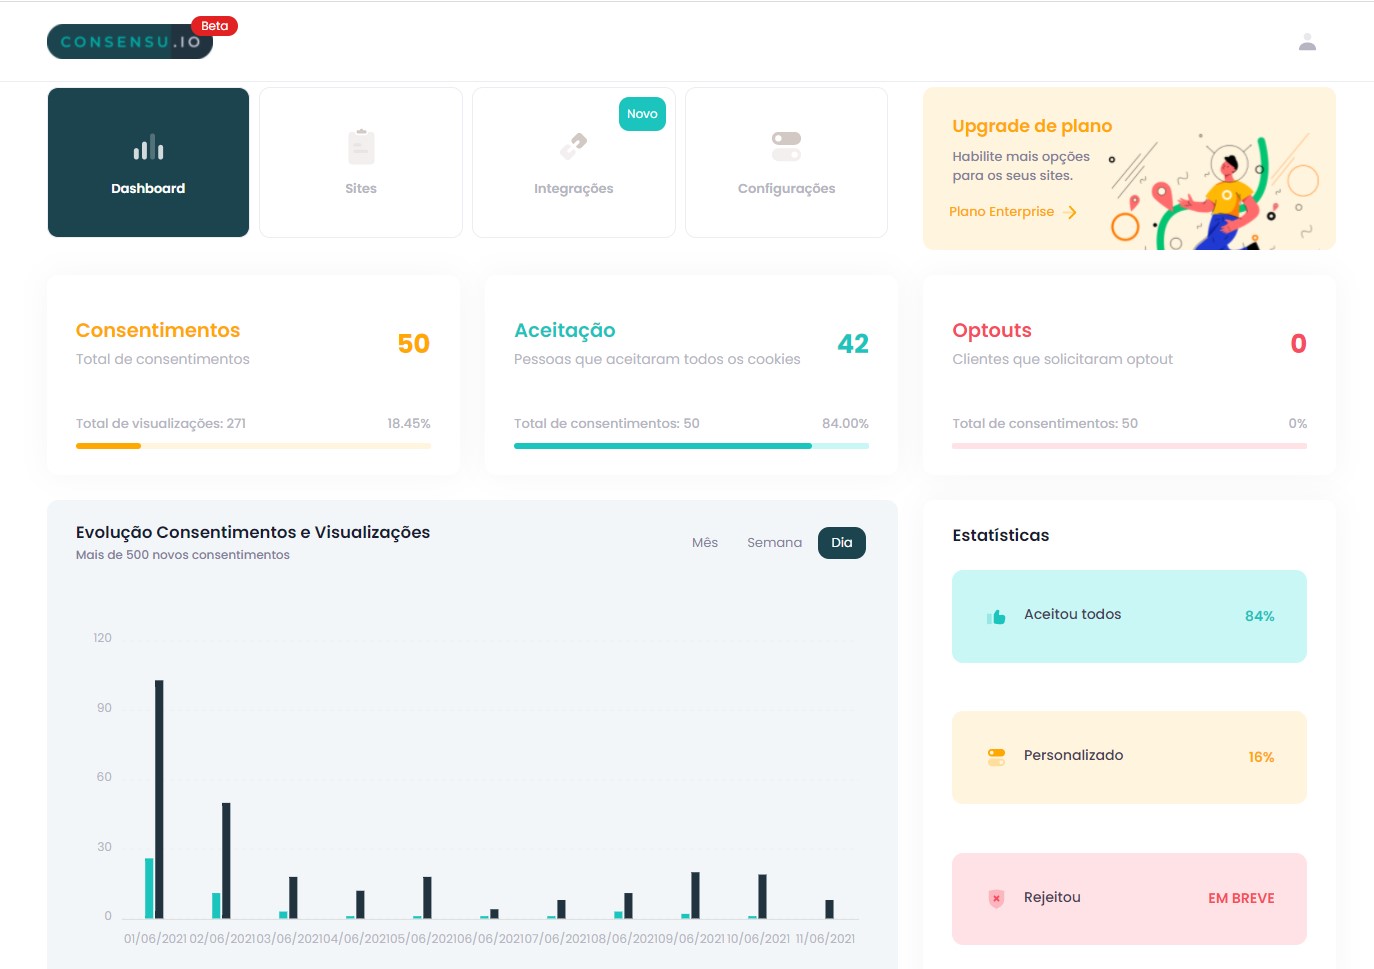 CONSENSU.IO
Beta
Dashboard
Sites
Novo
Integrações
Configurações
Upgrade de plano
Habilite mais opções
para os seus sites.
Plano Enterprise
Consentimentos
Total de consentimentos
50
Total de visualizações: 271
18.45%
Aceitação
Pessoas que aceitaram todos os cookies
42
Total de consentimentos: 50
84.00%
Optouts
Clientes que solicitaram optout
0
Total de consentimentos: 50
0%
Evolução Consentimentos e Visualizações
Mais de 500 novos consentimentos
Mês
Semana
Dia
120
90
60
30
0
01/06/2021 02/06/2021 03/06/2021 04/06/2021 05/06/2021 06/06/2021 07/06/2021 08/06/2021 09/06/2021 10/06/2021 11/06/2021
Estatísticas
Aceitou todos
84%
Personalizado
16%
Rejeitou
EM BREVE